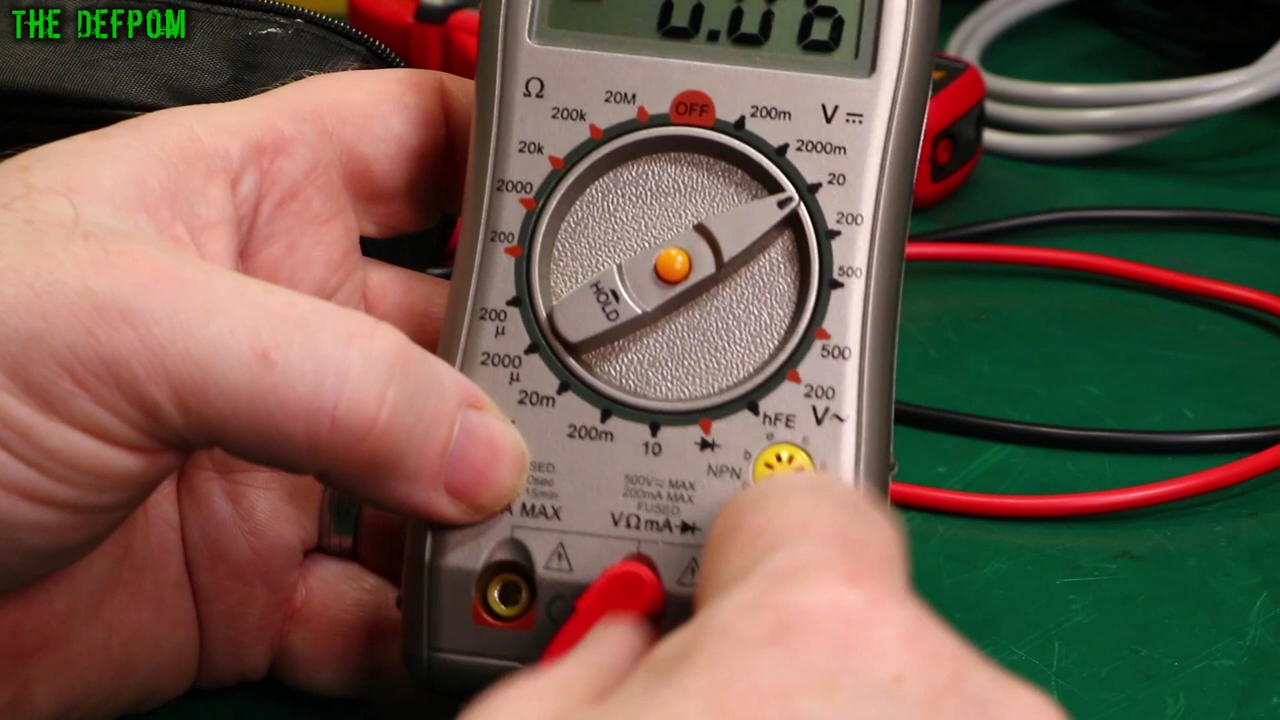 THE DEFPOM
0.06
Ω
20M
OFF
200m
V
200k
2000m
20k
20
2000
200
200
500
200
μ
500
2000
μ
200
20m
hFE
V~
200m
10
NPN
b
e
500V MAX
200mA MAX
FUSED
A MAX
VΩmA
HOLD